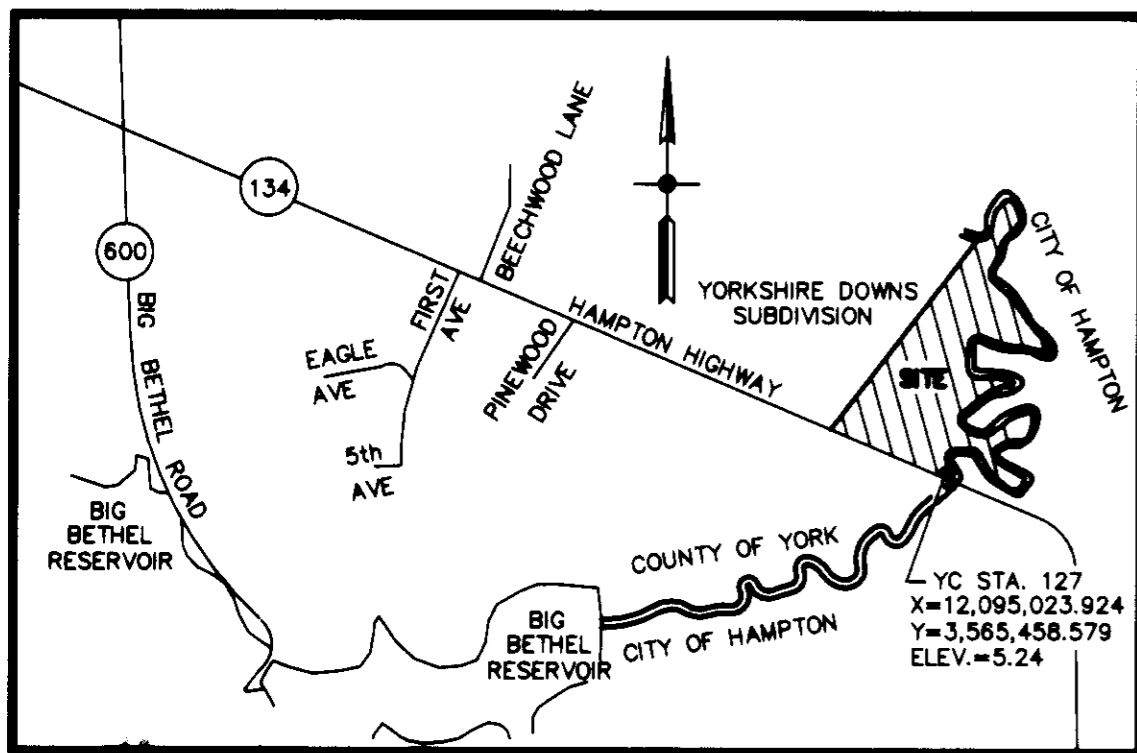 134
600
BEECHWOOD LANE
FIRST
AVE
BIG BETHEL ROAD
EAGLE
AVE
PINEWOOD
DRIVE
HAMPTON HIGHWAY
YORKSHIRE DOWNS
SUBDIVISION
CITY OF HAMPTON
SITE
5th
AVE
BIG
BETHEL
RESERVOIR
COUNTY OF YORK
CITY OF HAMPTON
BIG
BETHEL
RESERVOIR
YC STA. 127
X=12,095,023.924
Y=3,565,458.579
ELEV.=5.24